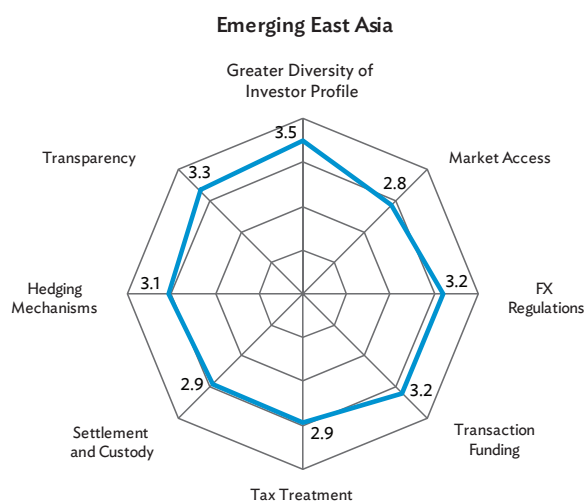 Emerging East Asia
Greater Diversity of
Investor Profile
3.5
Transparency
3.3
Market Access
2.8
Hedging
Mechanisms
3.1
3.2
FX
Regulations
2.9
3.2
Settlement
and Custody
2.9
Transaction
Funding
Tax Treatment